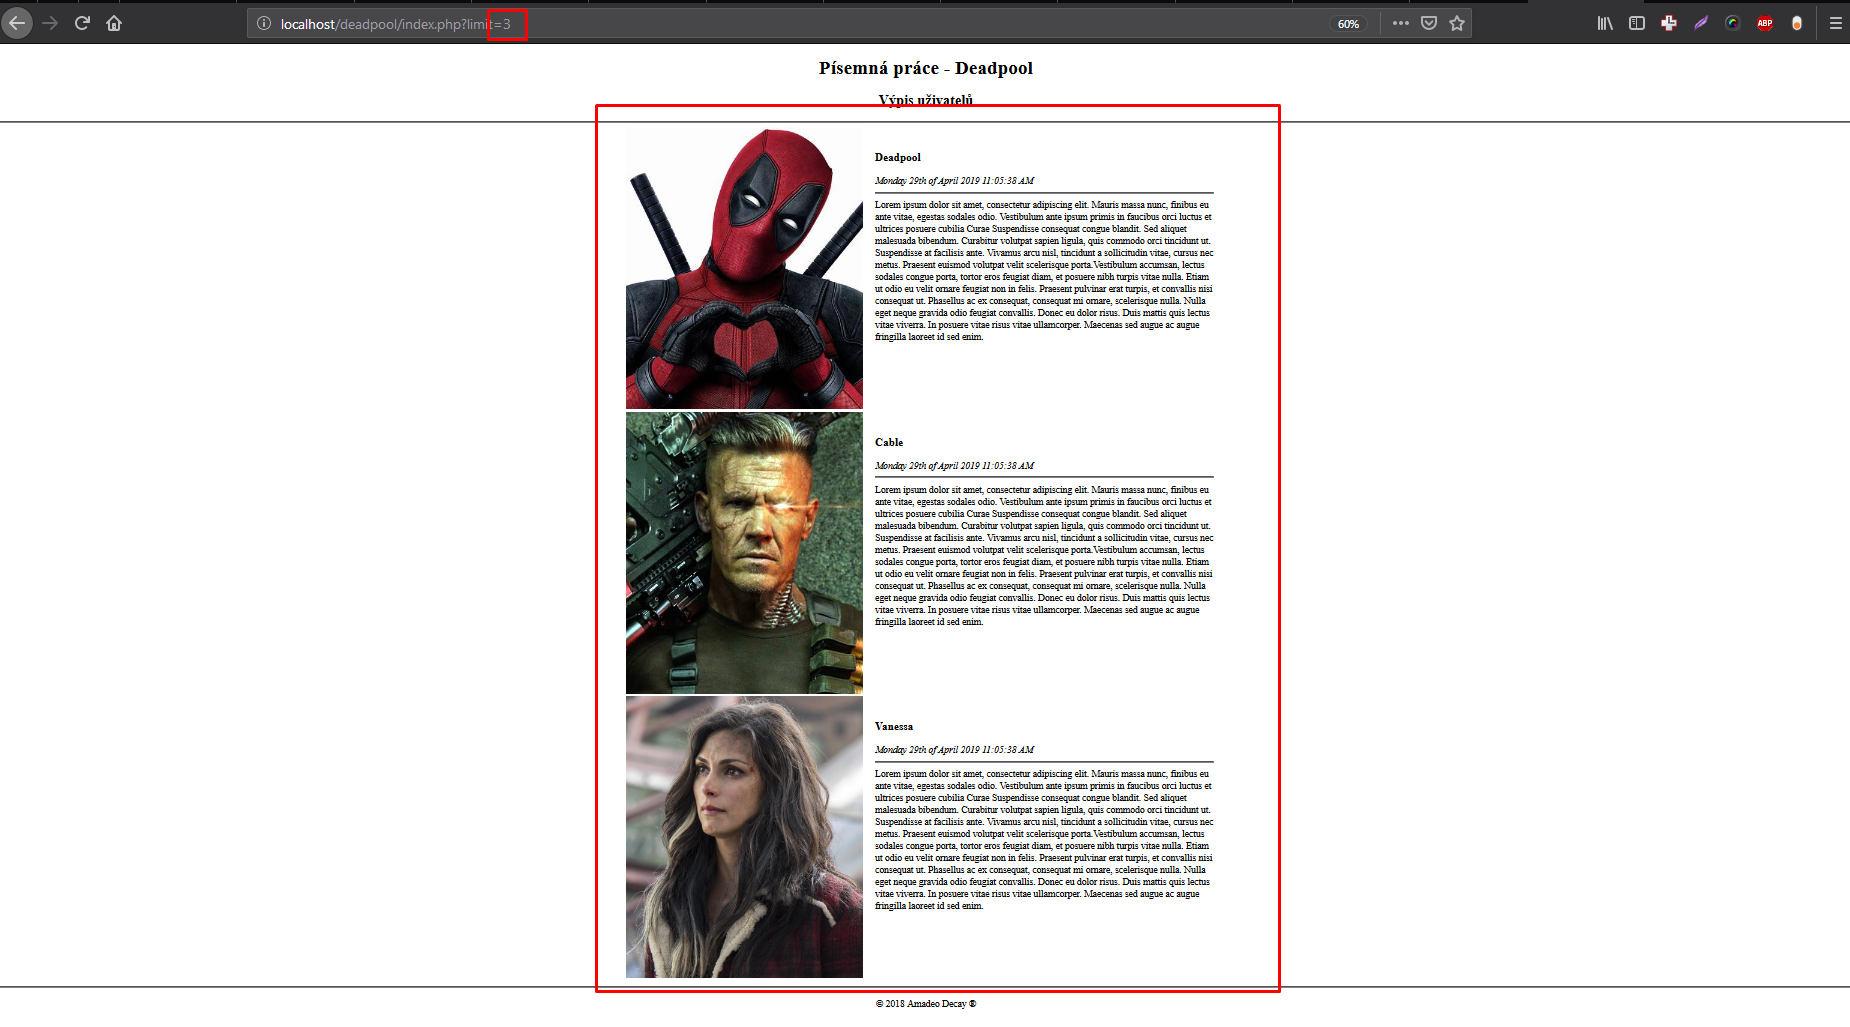 localhost/deadpool/index.php?limit=3
60%
ABP
Písemná práce - Deadpool
Výpis uživatelů
Deadpool
Monday 29th of April 2019 11:05:38 AM
Lorem ipsum dolor sit amet, consectetur adipiscing elit. Mauris massa nunc, finibus eu
ante vitae, egestas sodales odio. Vestibulum ante ipsum primis in faucibus orci luctus et
ultrices posuere cubilia Curae Suspendisse consequat congue blandit. Sed aliquet
malesuada bibendum. Curabitur volutpat sapien ligula, quis commodo orci tincidunt ut.
Suspendisse at facilisis ante. Vivamus arcu nisl, tincidunt a sollicitudin vitae, cursus nec
metus. Praesent euismod volutpat velit scelerisque porta.Vestibulum accumsan, lectus
sodales congue porta, tortor eros feugiat diam, et posuere nibh turpis vitae nulla. Etiam
ut odio eu velit ornare feugiat non in felis. Praesent pulvinar erat turpis, et convallis nisi
consequat ut. Phasellus ac ex consequat, consequat mi ornare, scelerisque nulla. Nulla
eget neque gravida odio feugiat convallis. Donec eu dolor risus. Duis mattis quis lectus
vitae viverra. In posuere vitae risus vitae ullamcorper. Maecenas sed augue ac augue
fringilla laoreet id sed enim.
Cable
Monday 29th of April 2019 11:05:38 AM
Lorem ipsum dolor sit amet, consectetur adipiscing elit. Mauris massa nunc, finibus eu
ante vitae, egestas sodales odio. Vestibulum ante ipsum primis in faucibus orci luctus et
ultrices posuere cubilia Curae Suspendisse consequat congue blandit. Sed aliquet
malesuada bibendum. Curabitur volutpat sapien ligula, quis commodo orci tincidunt ut.
Suspendisse at facilisis ante. Vivamus arcu nisl, tincidunt a sollicitudin vitae, cursus nec
metus. Praesent euismod volutpat velit scelerisque porta.Vestibulum accumsan, lectus
sodales congue porta, tortor eros feugiat diam, et posuere nibh turpis vitae nulla. Etiam
ut odio eu velit ornare feugiat non in felis. Praesent pulvinar erat turpis, et convallis nisi
consequat ut. Phasellus ac ex consequat, consequat mi ornare, scelerisque nulla. Nulla
eget neque gravida odio feugiat convallis. Donec eu dolor risus. Duis mattis quis lectus
vitae viverra. In posuere vitae risus vitae ullamcorper. Maecenas sed augue ac augue
fringilla laoreet id sed enim.
Vanessa
Monday 29th of April 2019 11:05:38 AM
Lorem ipsum dolor sit amet, consectetur adipiscing elit. Mauris massa nunc, finibus eu
ante vitae, egestas sodales odio. Vestibulum ante ipsum primis in faucibus orci luctus et
ultrices posuere cubilia Curae Suspendisse consequat congue blandit. Sed aliquet
malesuada bibendum. Curabitur volutpat sapien ligula, quis commodo orci tincidunt ut.
Suspendisse at facilisis ante. Vivamus arcu nisl, tincidunt a sollicitudin vitae, cursus nec
metus. Praesent euismod volutpat velit scelerisque porta.Vestibulum accumsan, lectus
sodales congue porta, tortor eros feugiat diam, et posuere nibh turpis vitae nulla. Etiam
ut odio eu velit ornare feugiat non in felis. Praesent pulvinar erat turpis, et convallis nisi
consequat ut. Phasellus ac ex consequat, consequat mi ornare, scelerisque nulla. Nulla
eget neque gravida odio feugiat convallis. Donec eu dolor risus. Duis mattis quis lectus
vitae viverra. In posuere vitae risus vitae ullamcorper. Maecenas sed augue ac augue
fringilla laoreet id sed enim.
© 2018 Amadeo Decay ®